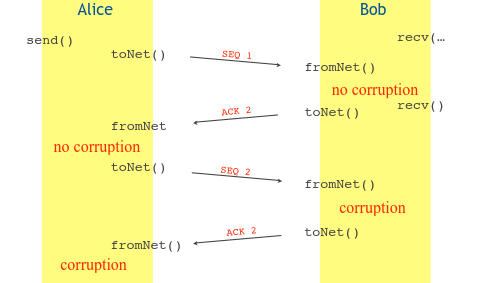 Alice Bob
send() recv(…
toNet() SEQ 1 fromNet()
no corruption
recv()
fromNet ACK 2 toNet()
no corruption
toNet() SEQ 2 fromNet()
corruption
fromNet() ACK 2 toNet()
corruption